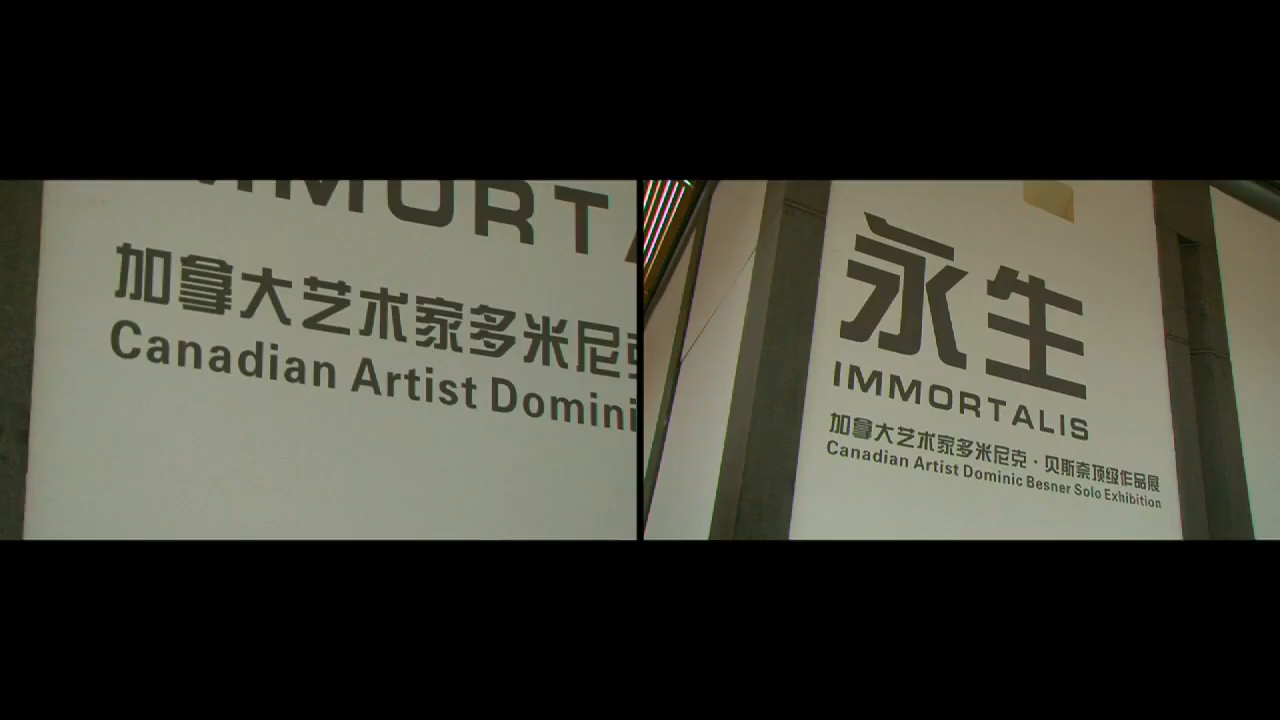 IMMORT
加拿大艺术家多米尼克
Canadian Artist Domini
永生
IMMORTALIS
加拿大艺术家多米尼克·贝斯奈顶级作品展
Canadian Artist Dominic Besner Solo Exhibition